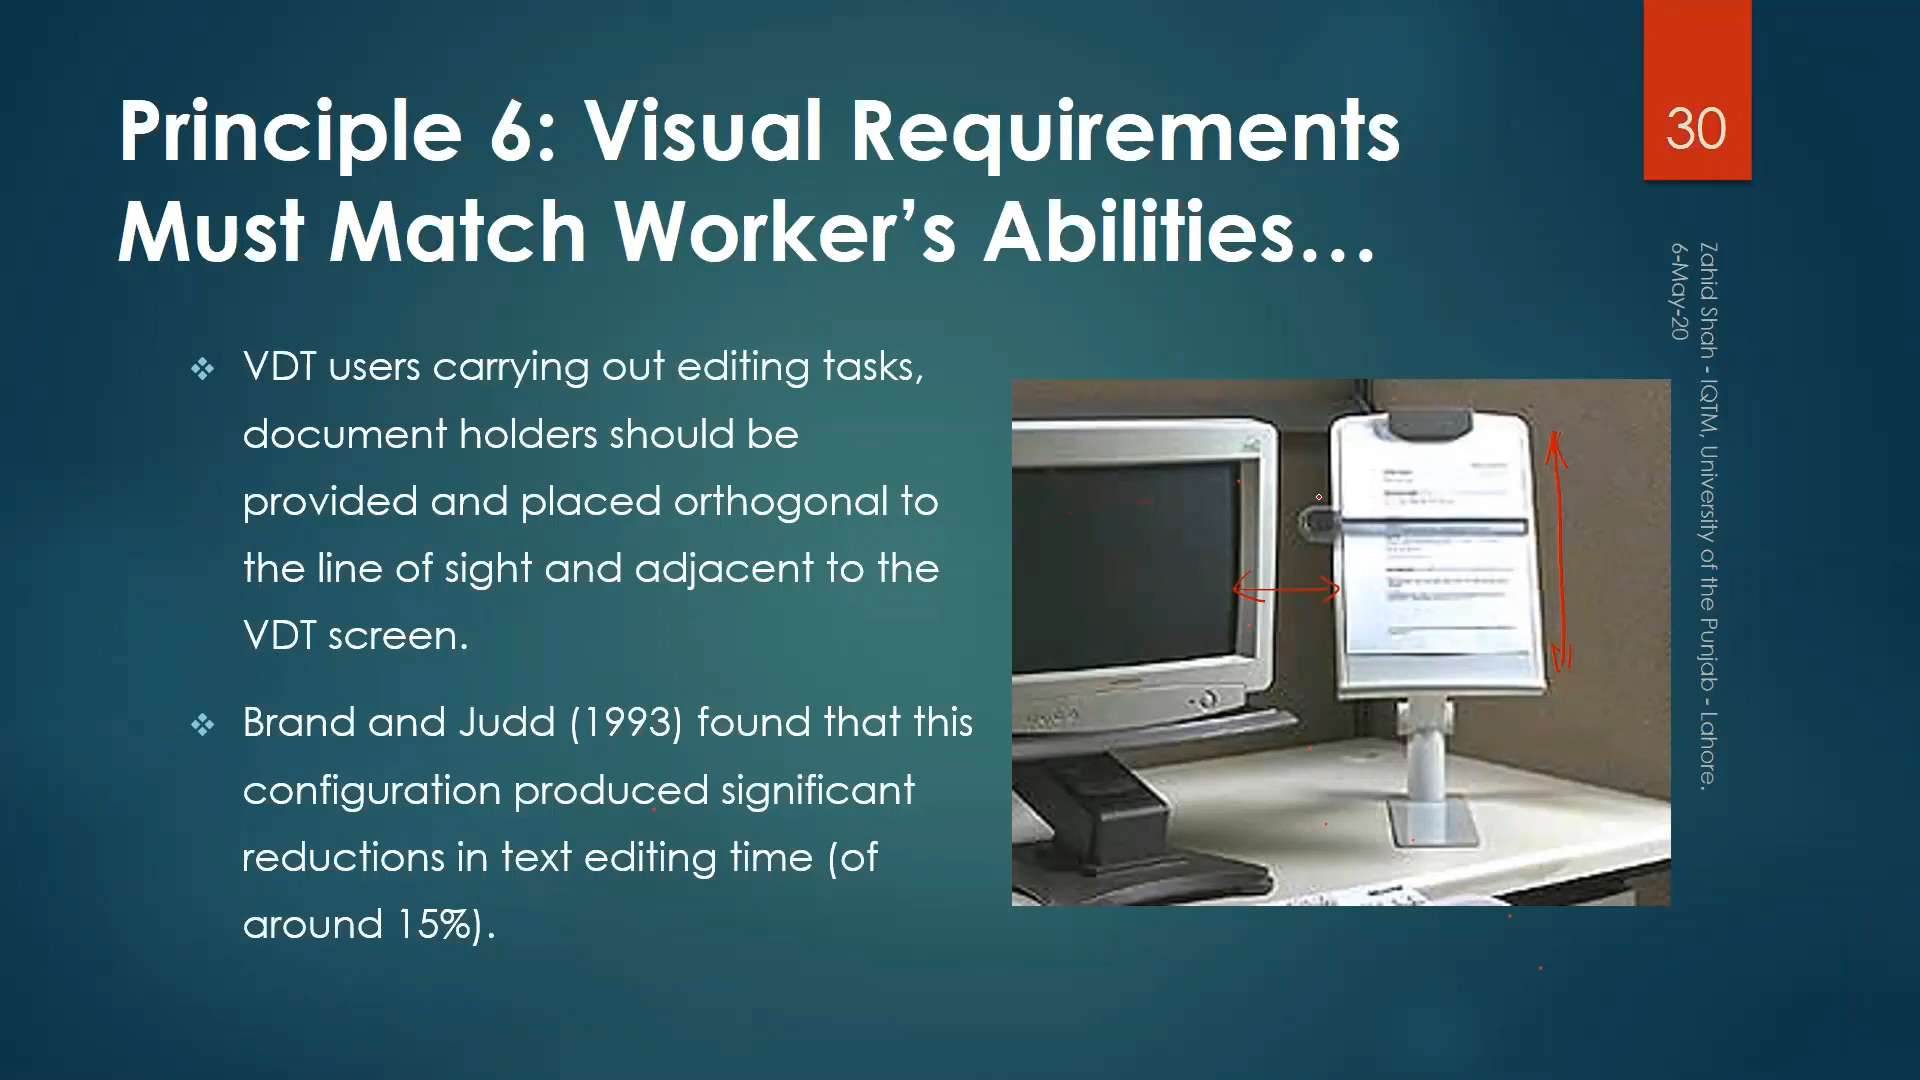 Principle 6: Visual Requirements
Must Match Worker’s Abilities…
30
Zahid Shah - IQTM, University of the Punjab - Lahore.
6-May-20
VDT users carrying out editing tasks,
document holders should be
provided and placed orthogonal to
the line of sight and adjacent to the
VDT screen.
Brand and Judd (1993) found that this
configuration produced significant
reductions in text editing time (of
around 15%).